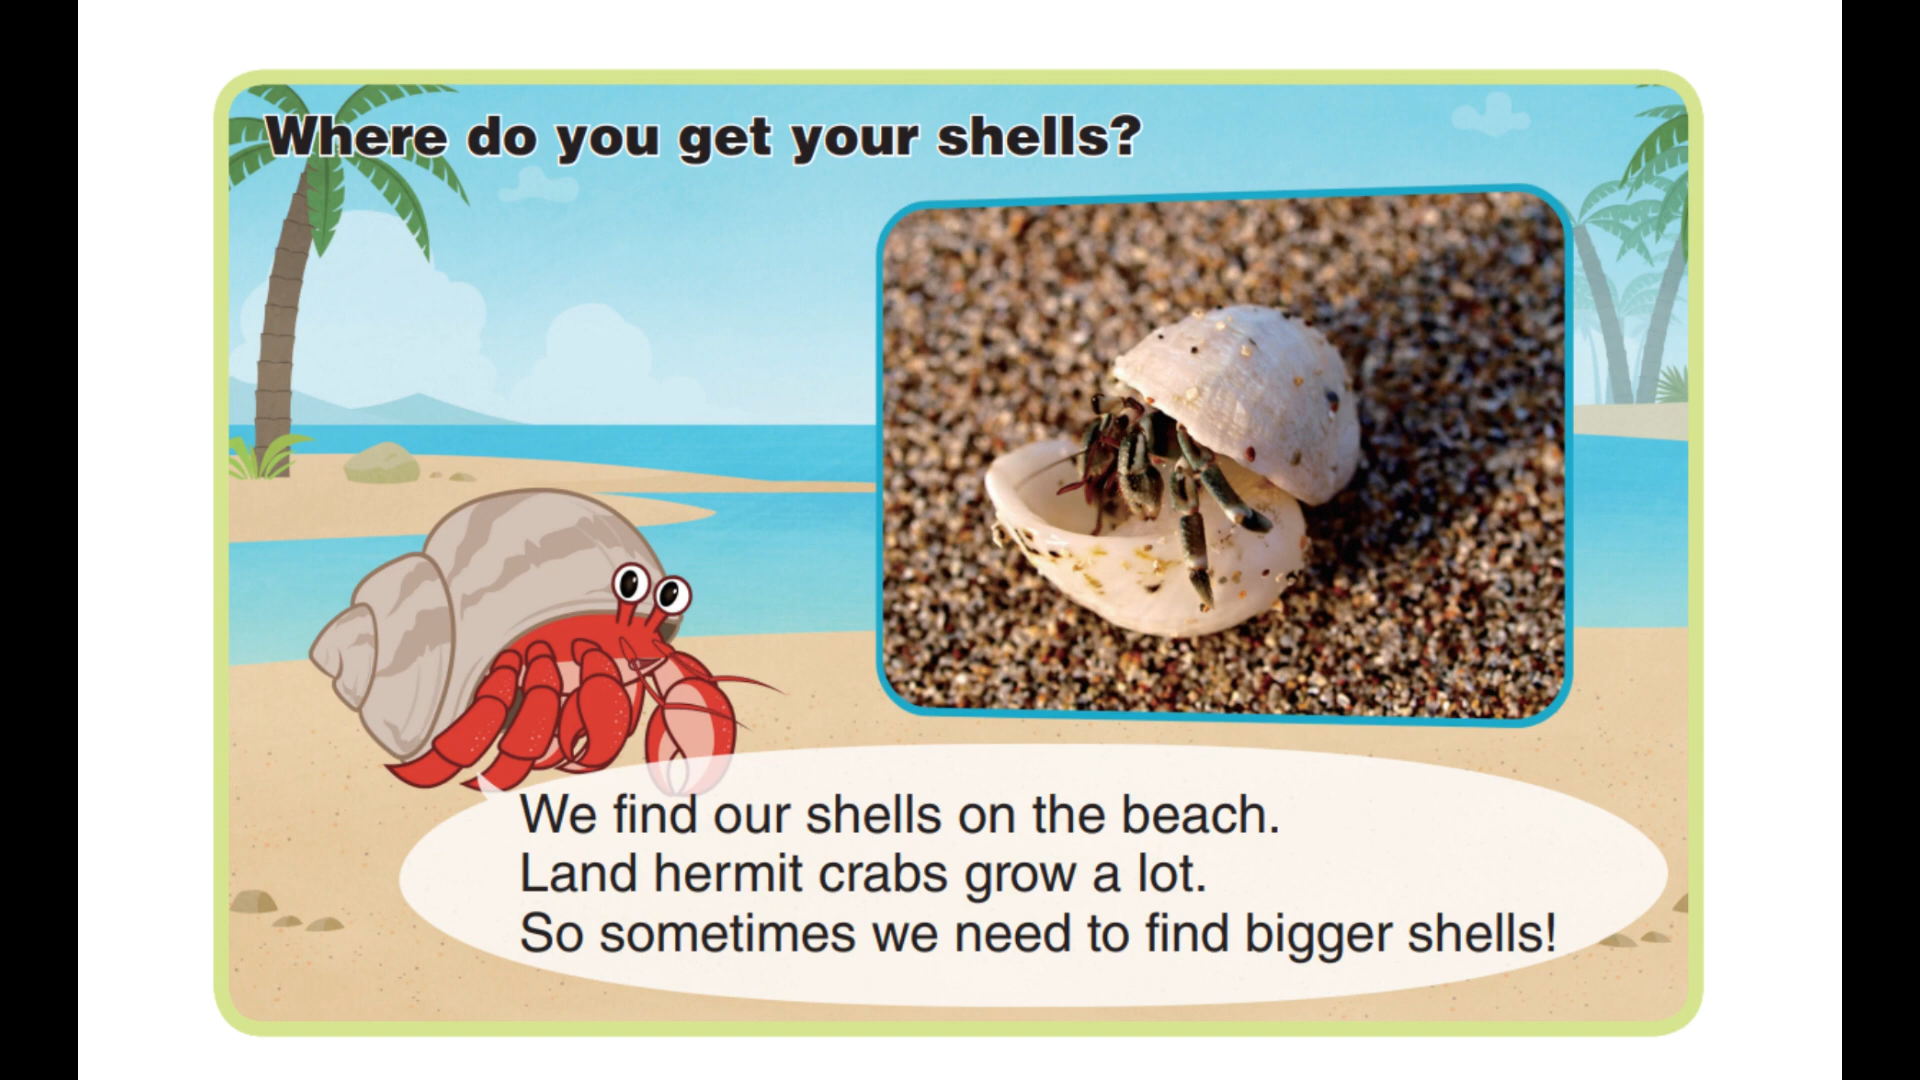 Where do you get your shells?
We find our shells on the beach.
Land hermit crabs grow a lot.
So sometimes we need to find bigger shells!